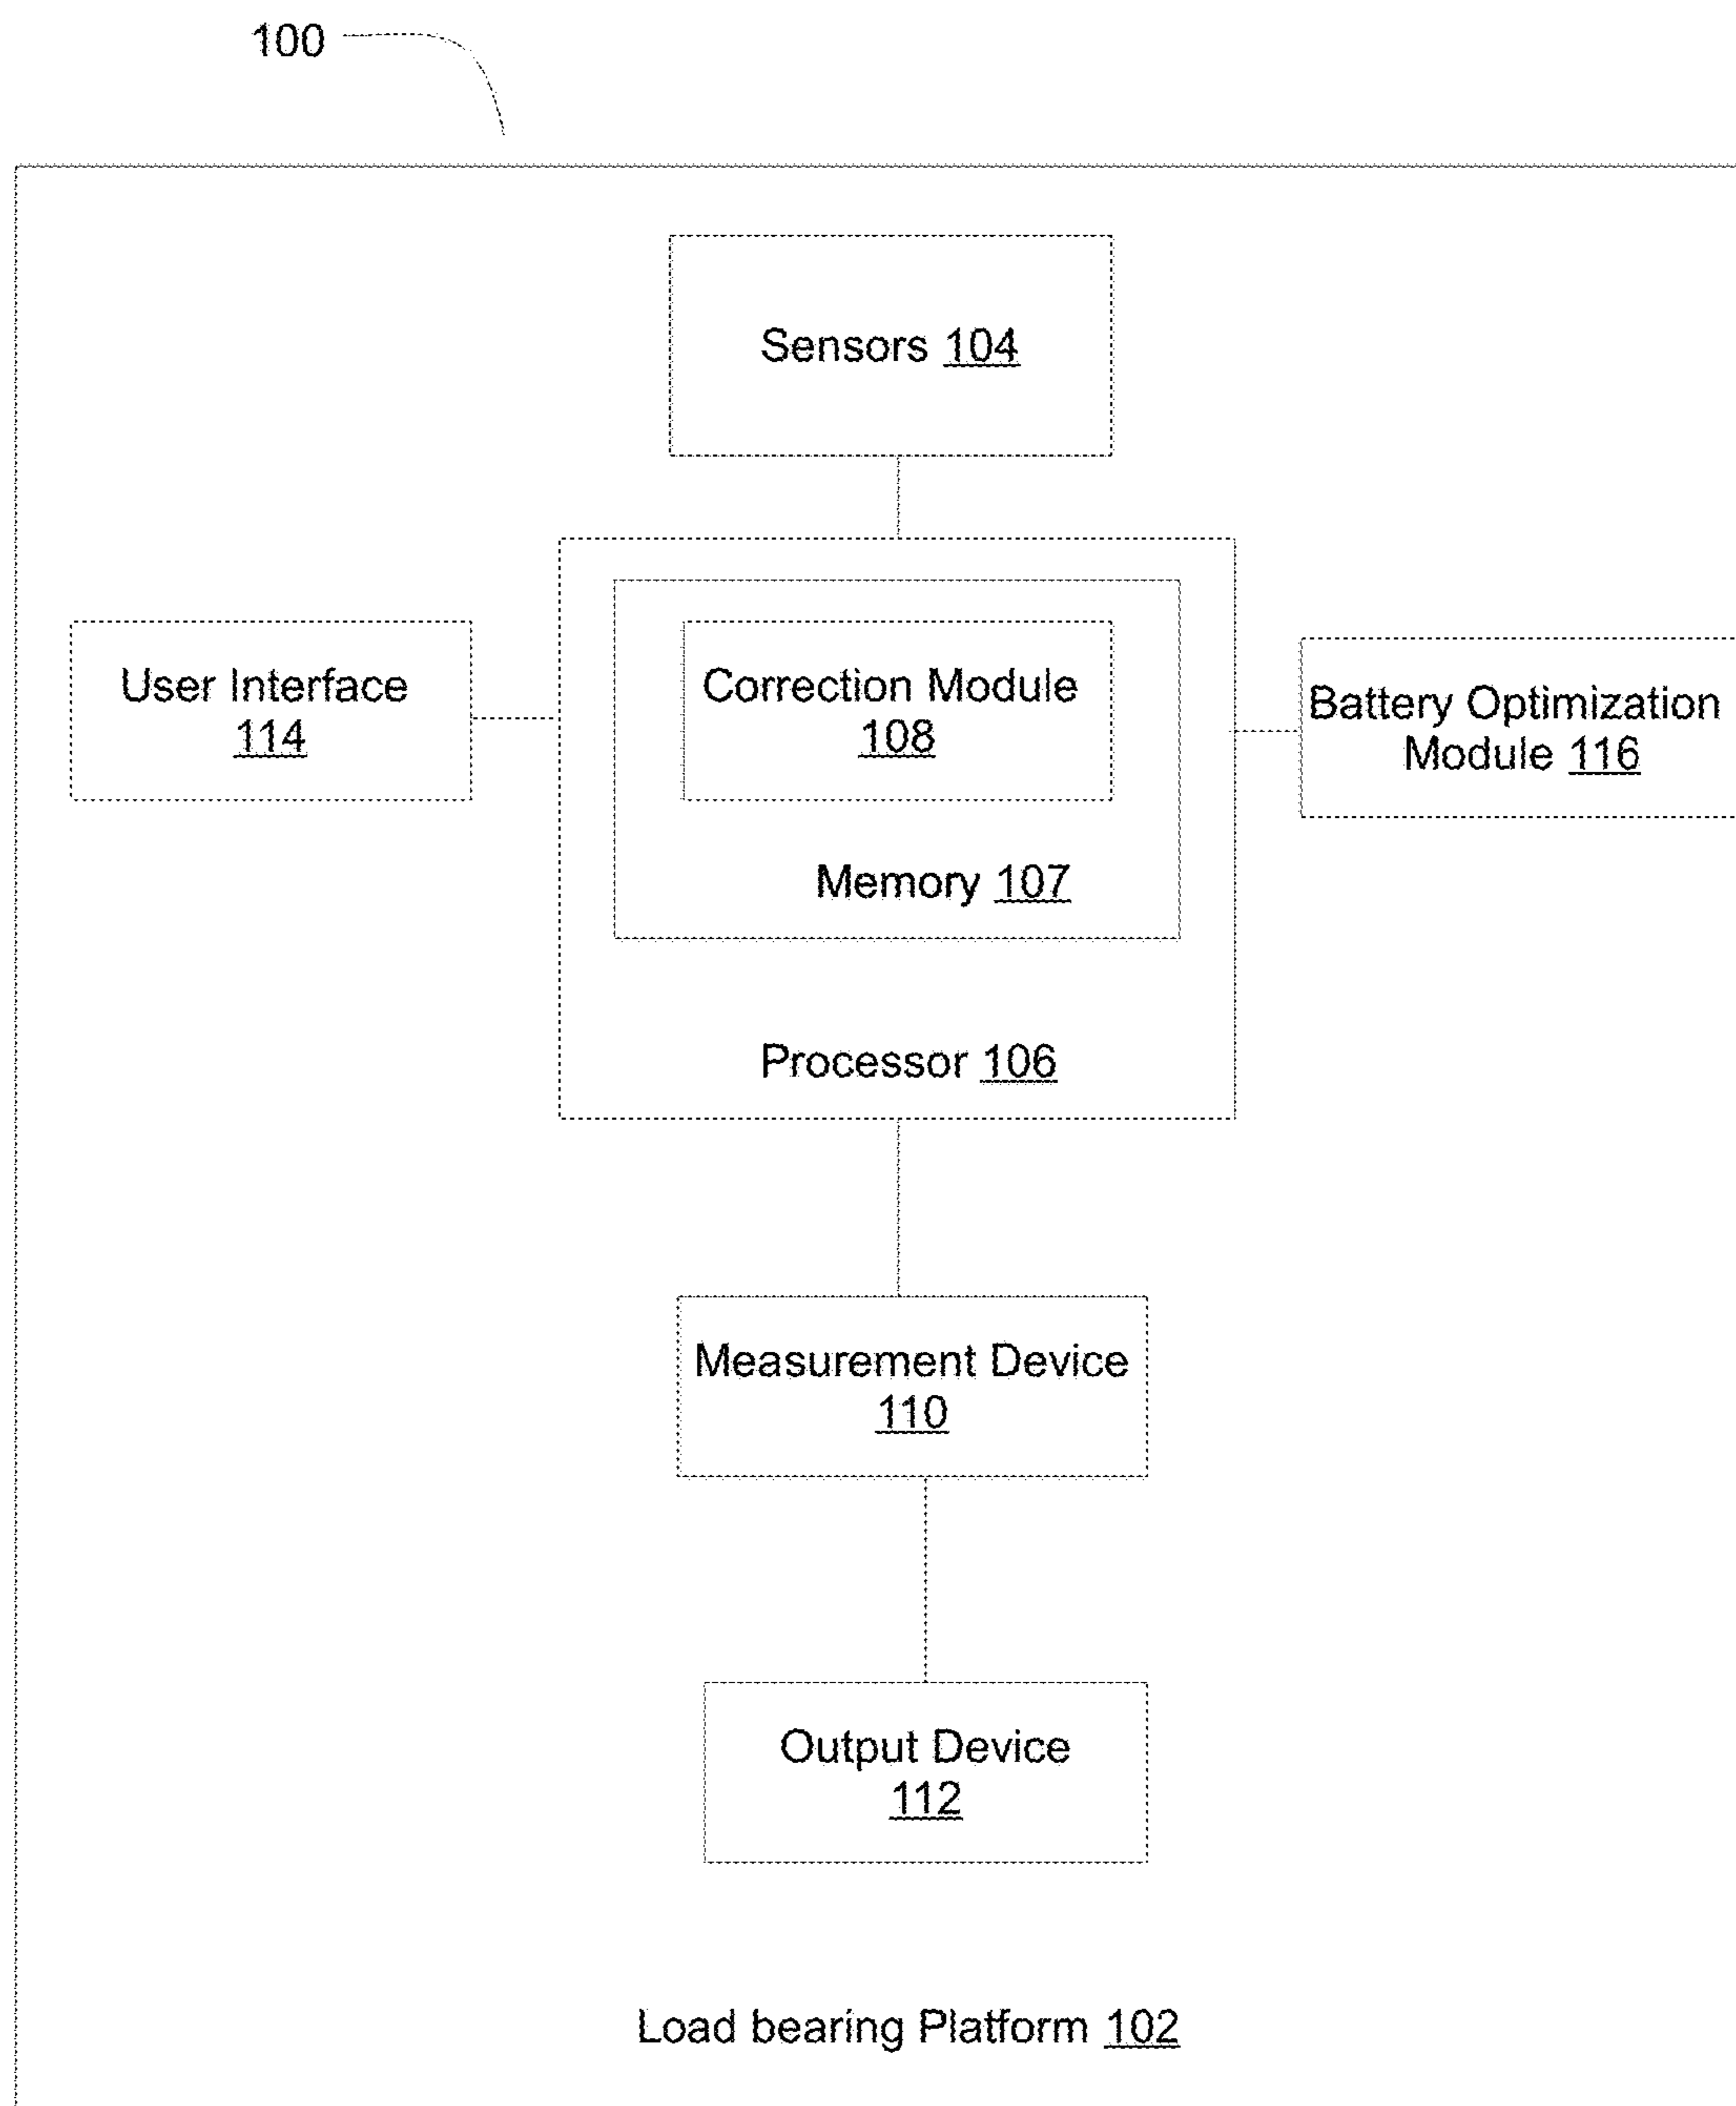 100
Sensors 104
User Interface
114
Correction Module
108
Battery Optimization
Module 116
Memory 107
Processor 106
Measurement Device
110
Output Device
112
Load bearing Platform 102